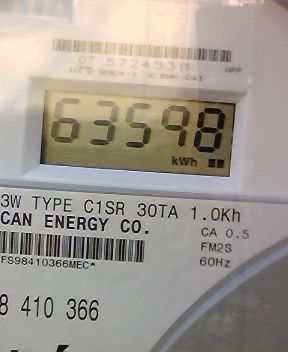 07 57245311
HPP
63598
kWh
3W TYPE C1SR 30TA 1.0Kh
CAN ENERGY CO.
CA 0.5
FM2S
60Hz
FS98410366MEC*
8 410 366